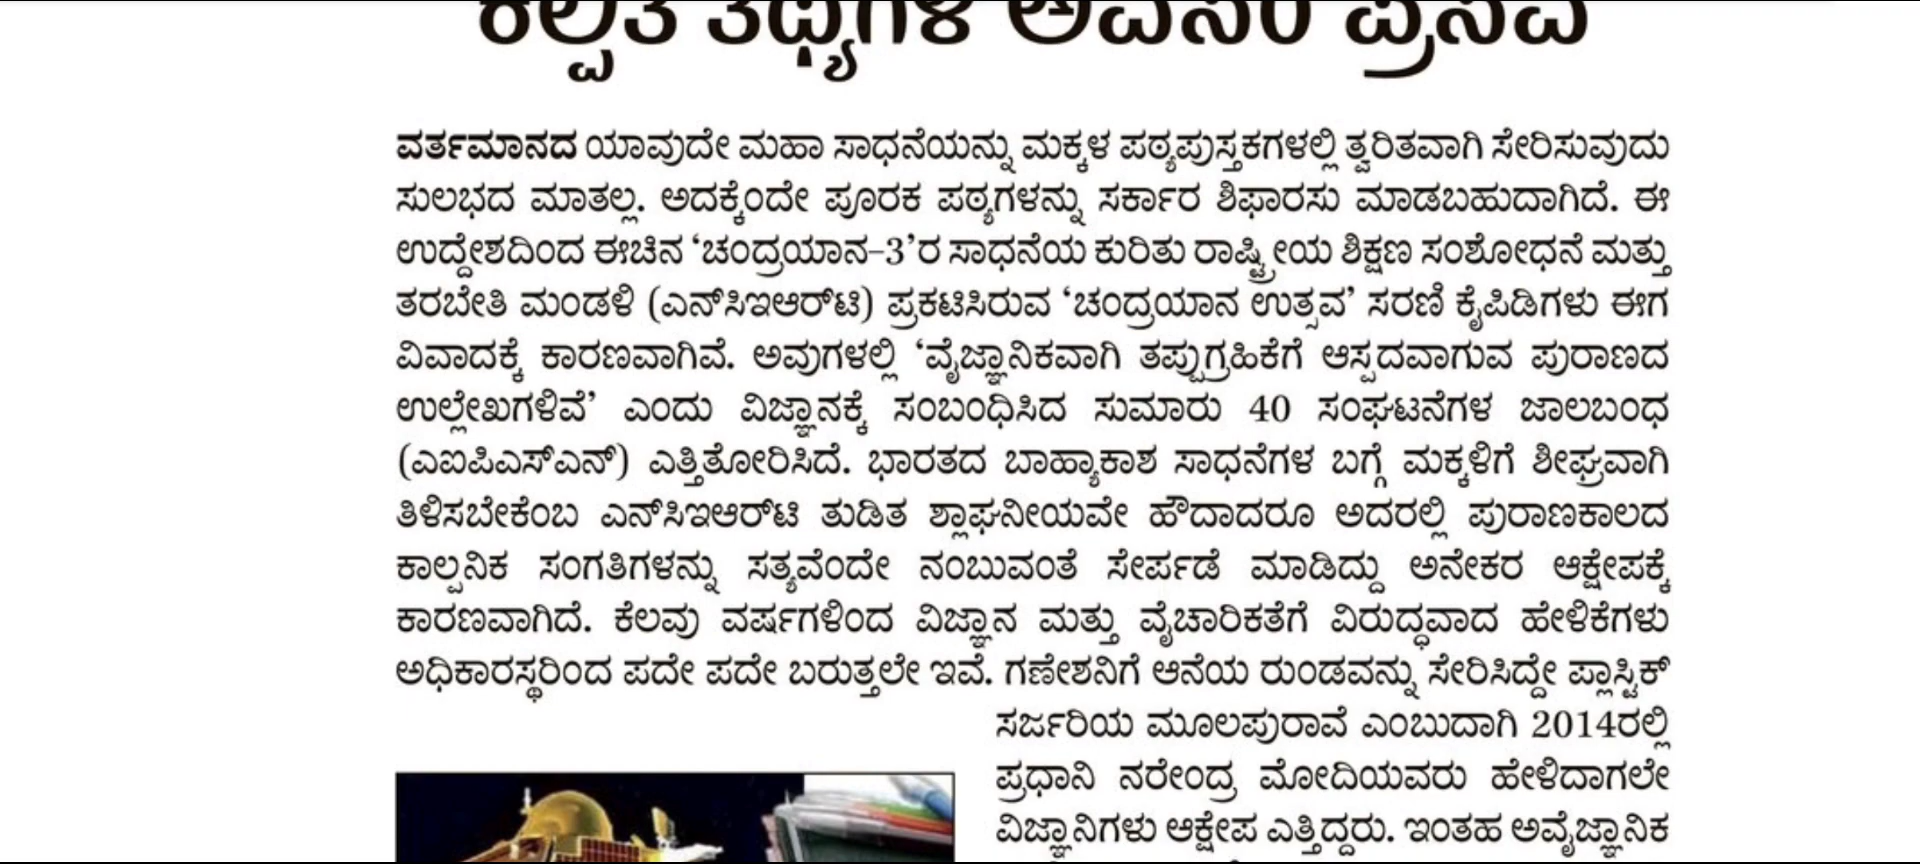 ಕಲ್ಪಿತ ತಥ್ಯಗಳ ಅವಸರ ಪ್ರಸವ
ವರ್ತಮಾನದ ಯಾವುದೇ ಮಹಾ ಸಾಧನೆಯನ್ನು ಮಕ್ಕಳ ಪಠ್ಯಪುಸ್ತಕಗಳಲ್ಲಿ ತ್ವರಿತವಾಗಿ ಸೇರಿಸುವುದು
ಸುಲಭದ ಮಾತಲ್ಲ. ಅದಕ್ಕೆಂದೇ ಪೂರಕ ಪಠ್ಯಗಳನ್ನು ಸರ್ಕಾರ ಶಿಫಾರಸು ಮಾಡಬಹುದಾಗಿದೆ. ಈ
ಉದ್ದೇಶದಿಂದ ಈಚಿನ ‘ಚಂದ್ರಯಾನ–3’ರ ಸಾಧನೆಯ ಕುರಿತು ರಾಷ್ಟ್ರೀಯ ಶಿಕ್ಷಣ ಸಂಶೋಧನೆ ಮತ್ತು
ತರಬೇತಿ ಮಂಡಳಿ (ಎನ್‌ಸಿಇಆರ್‌ಟಿ) ಪ್ರಕಟಿಸಿರುವ ‘ಚಂದ್ರಯಾನ ಉತ್ಸವ’ ಸರಣಿ ಕೈಪಿಡಿಗಳು ಈಗ
ವಿವಾದಕ್ಕೆ ಕಾರಣವಾಗಿವೆ. ಅವುಗಳಲ್ಲಿ ‘ವೈಜ್ಞಾನಿಕವಾಗಿ ತಪ್ಪುಗ್ರಹಿಕೆಗೆ ಆಸ್ಪದವಾಗುವ ಪುರಾಣದ
ಉಲ್ಲೇಖಗಳಿವೆ’ ಎಂದು ವಿಜ್ಞಾನಕ್ಕೆ ಸಂಬಂಧಿಸಿದ ಸುಮಾರು 40 ಸಂಘಟನೆಗಳ ಜಾಲಬಂಧ
(ಎಐಪಿಎಸ್‌ಎನ್) ಎತ್ತಿತೋರಿಸಿದೆ. ಭಾರತದ ಬಾಹ್ಯಾಕಾಶ ಸಾಧನೆಗಳ ಬಗ್ಗೆ ಮಕ್ಕಳಿಗೆ ಶೀಘ್ರವಾಗಿ
ತಿಳಿಸಬೇಕೆಂಬ ಎನ್‌ಸಿಇಆರ್‌ಟಿ ತುಡಿತ ಶ್ಲಾಘನೀಯವೇ ಹೌದಾದರೂ ಅದರಲ್ಲಿ ಪುರಾಣಕಾಲದ
ಕಾಲ್ಪನಿಕ ಸಂಗತಿಗಳನ್ನು ಸತ್ಯವೆಂದೇ ನಂಬುವಂತೆ ಸೇರ್ಪಡೆ ಮಾಡಿದ್ದು ಅನೇಕರ ಆಕ್ಷೇಪಕ್ಕೆ
ಕಾರಣವಾಗಿದೆ. ಕೆಲವು ವರ್ಷಗಳಿಂದ ವಿಜ್ಞಾನ ಮತ್ತು ವೈಚಾರಿಕತೆಗೆ ವಿರುದ್ಧವಾದ ಹೇಳಿಕೆಗಳು
ಅಧಿಕಾರಸ್ಥರಿಂದ ಪದೇ ಪದೇ ಬರುತ್ತಲೇ ಇವೆ. ಗಣೇಶನಿಗೆ ಆನೆಯ ರುಂಡವನ್ನು ಸೇರಿಸಿದ್ದೇ ಪ್ಲಾಸ್ಟಿಕ್
ಸರ್ಜರಿಯ ಮೂಲಪುರಾವೆ ಎಂಬುದಾಗಿ 2014ರಲ್ಲಿ
ಪ್ರಧಾನಿ ನರೇಂದ್ರ ಮೋದಿಯವರು ಹೇಳಿದಾಗಲೇ
ವಿಜ್ಞಾನಿಗಳು ಆಕ್ಷೇಪ ಎತ್ತಿದ್ದರು. ಇಂತಹ ಅವೈಜ್ಞಾನಿಕ